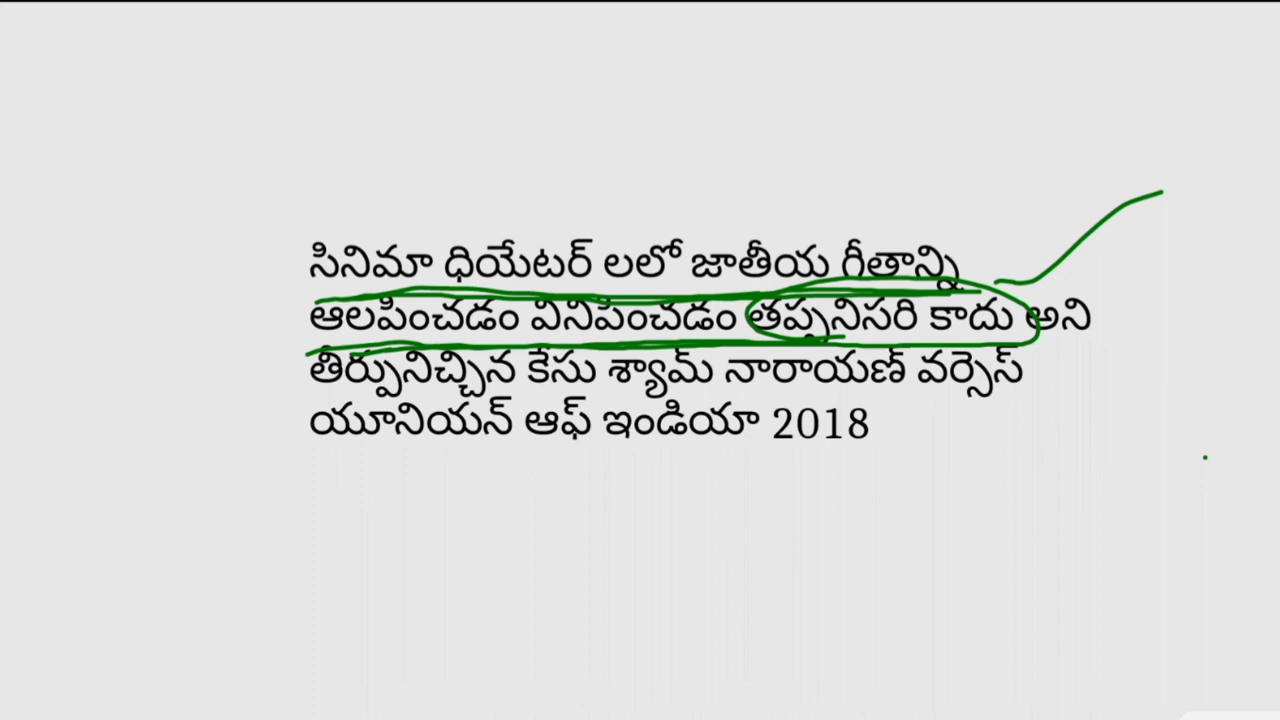 సినిమా ధియేటర్ లలో జాతీయ గీతాన్ని
ఆలపించడం వినిపించడం తప్పనిసరి కాదు అని
తీర్పునిచ్చిన కేసు శ్యామ్ నారాయణ్ వర్సెస్
యూనియన్ ఆఫ్ ఇండియా 2018